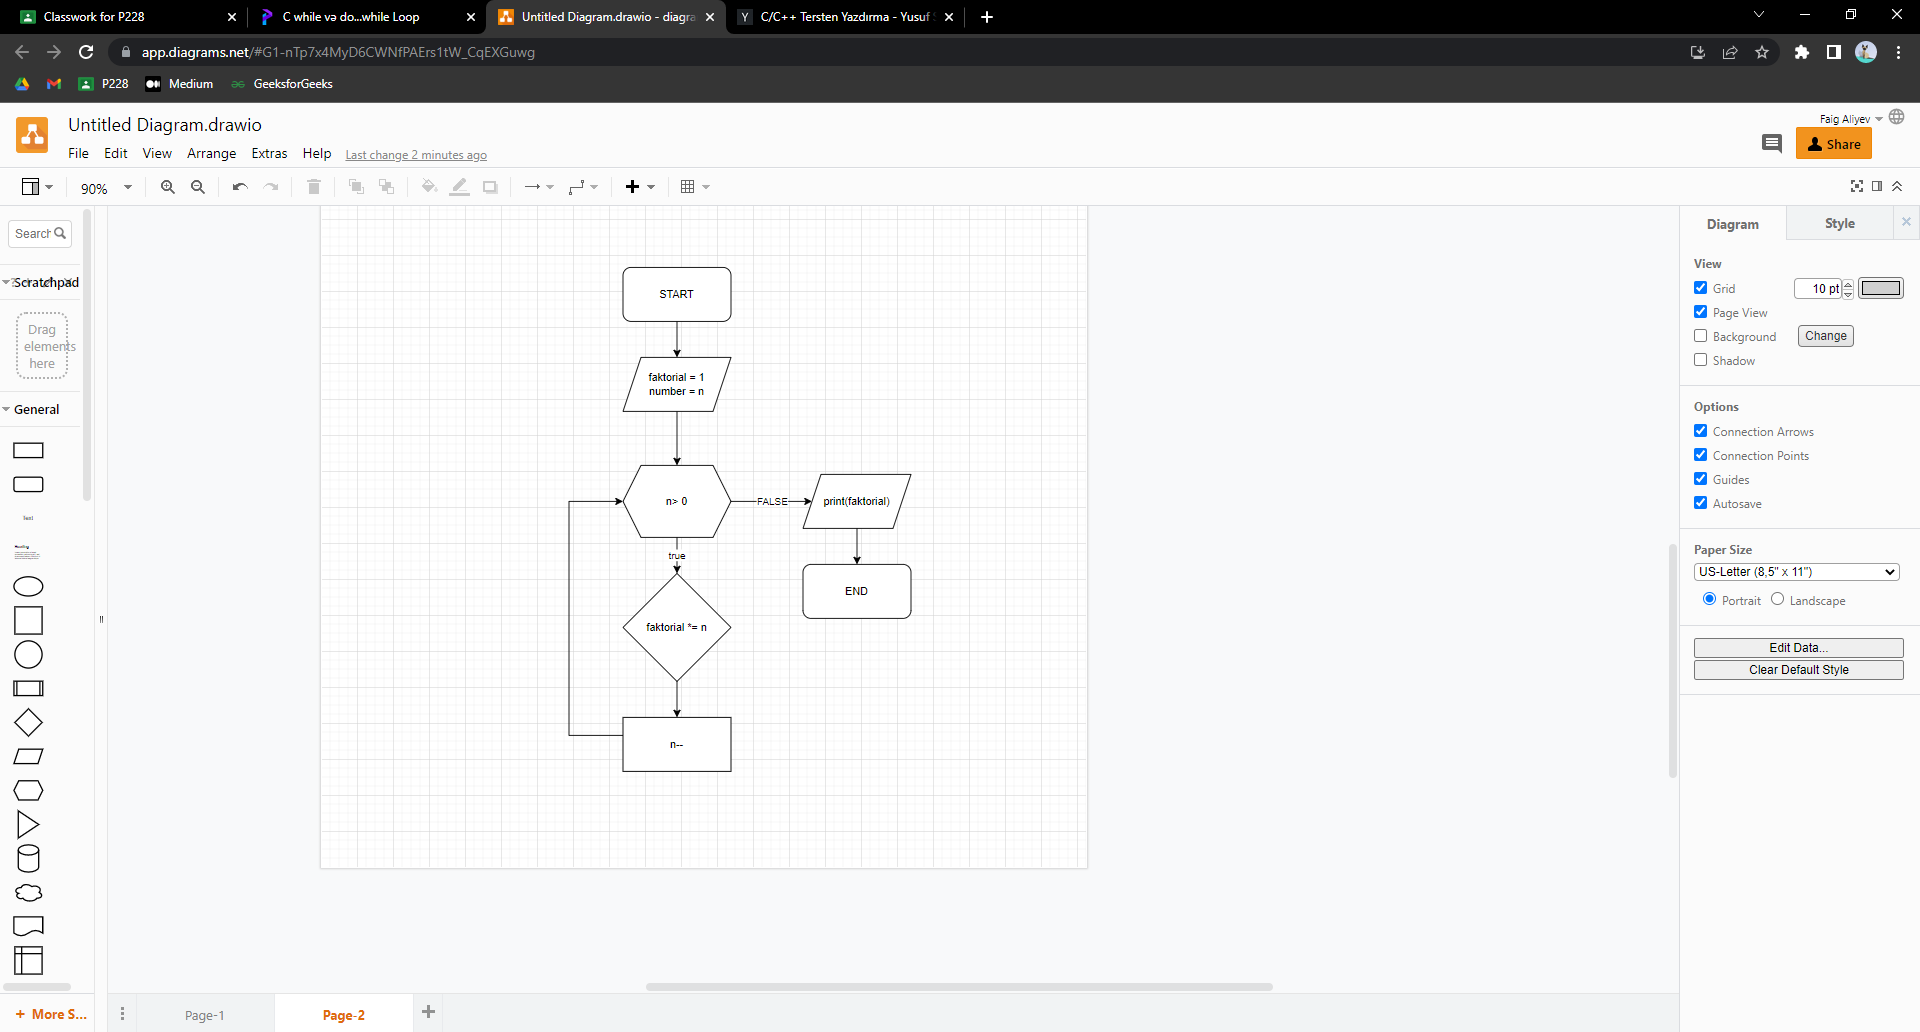 Classwork for P228
C while və do...while Loop
Untitled Diagram.drawio - diagra
C/C++ Tersten Yazdırma - Yusuf
app.diagrams.net/#G1-nTp7x4MyD6CWNfPAErs1tW_CqEXGuwg
P228
Medium
GeeksforGeeks
Untitled Diagram.drawio
Faig Aliyev
File Edit View Arrange Extras Help Last change 2 minutes ago
Share
90%
Search
Scratchpad
Drag
elements
here
General
Text
Heading
More S...
START
faktorial = 1
number = n
n> 0
FALSE
print(faktorial)
true
END
faktorial *= n
n--
Page-1
Page-2
Diagram
Style
View
Grid
10 pt
Page View
Background
Change
Shadow
Options
Connection Arrows
Connection Points
Guides
Autosave
Paper Size
US-Letter (8,5" x 11")
Portrait
Landscape
Edit Data...
Clear Default Style